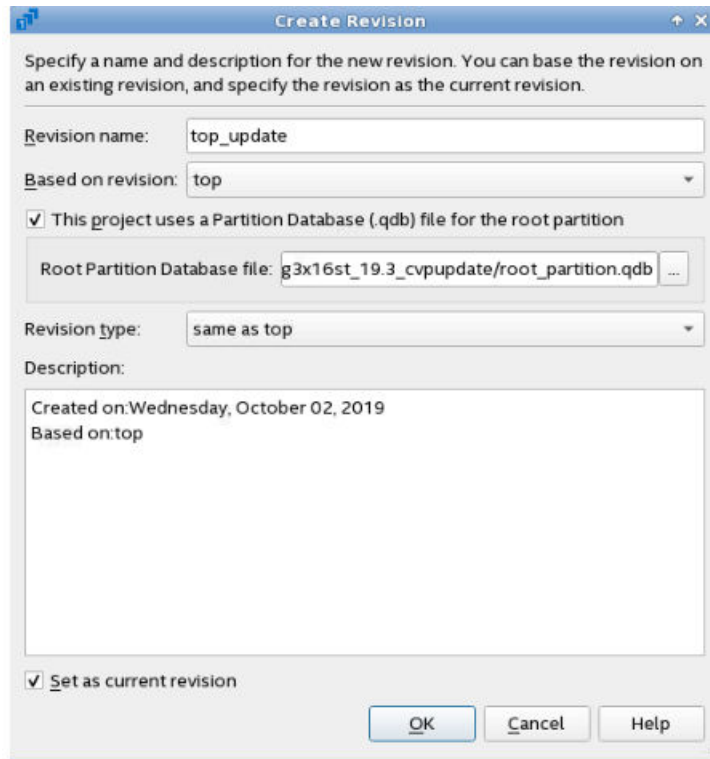 Create Revision
Specify a name and description for the new revision. You can base the revision on
an existing revision, and specify the revision as the current revision.
Revision name: top_update
Based on revision: top
This project uses a Partition Database (.qdb) file for the root partition
Root Partition Database file: g3x16st_19.3_cvpupdate/root_partition.qdb ...
Revision type: same as top
Description:
Created on:Wednesday, October 02, 2019
Based on:top
Set as current revision
OK Cancel Help